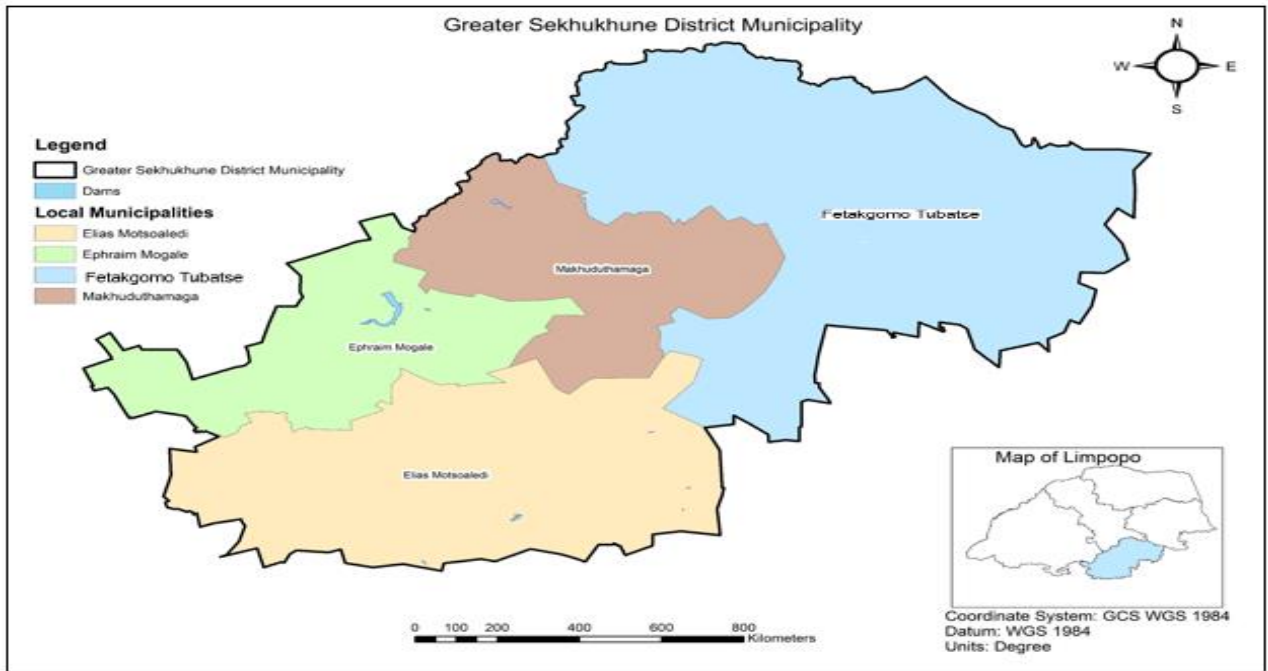 Greater Sekhukhune District Municipality
N
W E
S
Legend
Greater Sekhukhune District Municipality
Dams
Local Municipalities
Elias Motsoaledi
Ephraim Mogale
Fetakgomo Tubatse
Makhuduthamaga
Fetakgomo Tubatse
Makhuduthamaga
Ephraim Mogale
Elias Motsoaledi
Map of Limpopo
0 100 200 400 600 800
Kilometers
Coordinate System: GCS WGS 1984
Datum: WGS 1984
Units: Degree